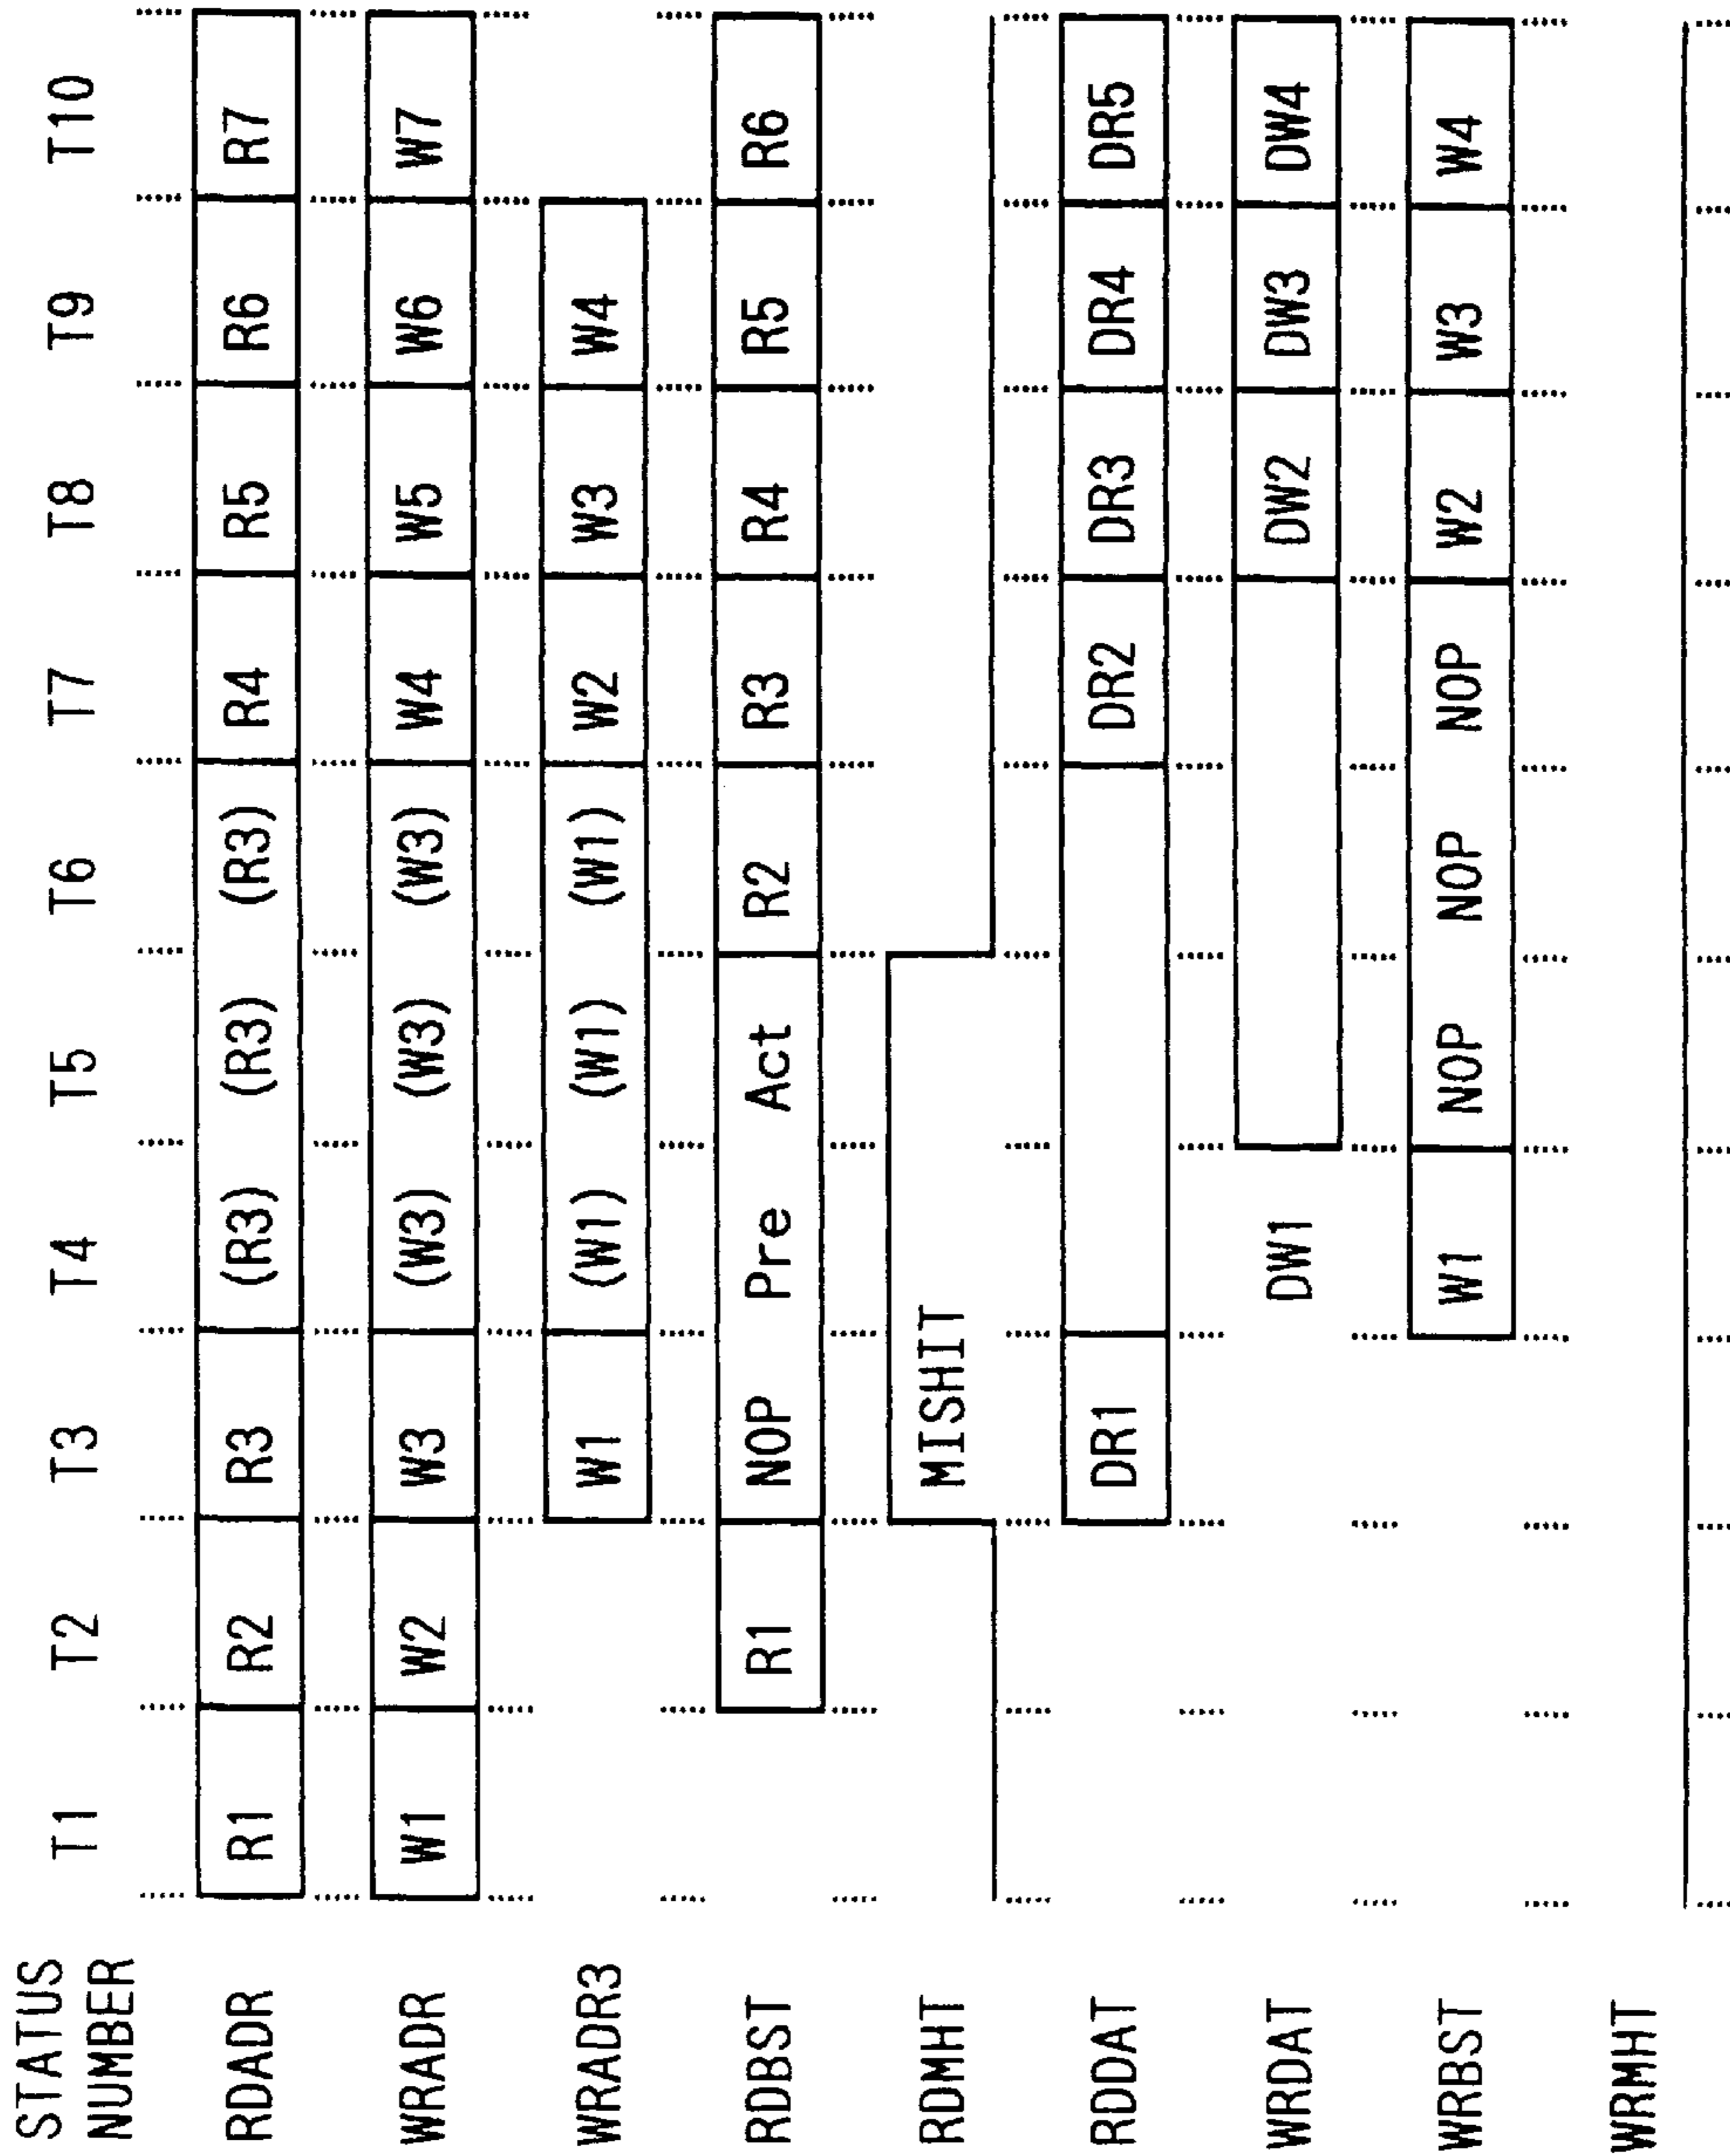 STATUS NUMBER T1 T2 T3 T4 T5 T6 T7 T8 T9 T10
RDADR R1 R2 R3 (R3) (R3) (R3) R4 R5 R6 R7
WRADR W1 W2 W3 (W3) (W3) (W3) W4 W5 W6 W7
WRADR3 W1 (W1) (W1) (W1) W2 W3 W4
RDBST R1 NOP Pre Act R2 R3 R4 R5 R6
RDMHT MISHIT
RDDAT DR1 DR2 DR3 DR4 DR5
WRDAT DW1 DW2 DW3 DW4
WRBST W1 NOP NOP NOP W2 W3 W4
WRMHT